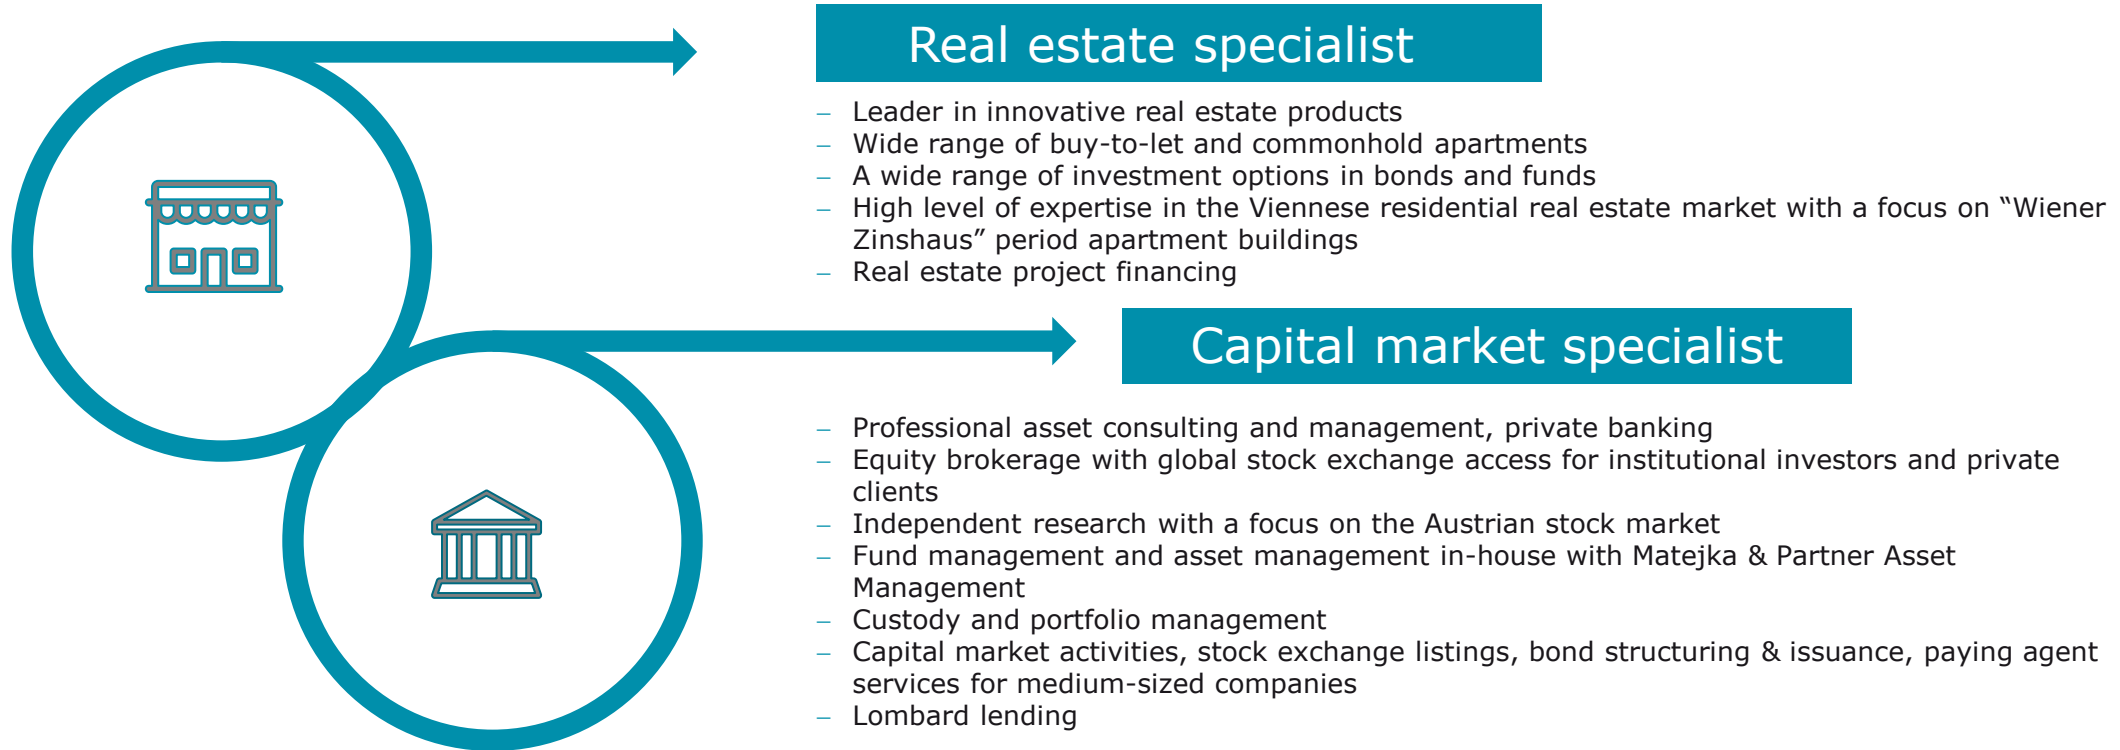 Real estate specialist
– Leader in innovative real estate products
– Wide range of buy-to-let and commonhold apartments
– A wide range of investment options in bonds and funds
– High level of expertise in the Viennese residential real estate market with a focus on “Wiener
Zinshaus” period apartment buildings
– Real estate project financing
Capital market specialist
– Professional asset consulting and management, private banking
– Equity brokerage with global stock exchange access for institutional investors and private
clients
– Independent research with a focus on the Austrian stock market
– Fund management and asset management in-house with Matejka & Partner Asset
Management
– Custody and portfolio management
– Capital market activities, stock exchange listings, bond structuring & issuance, paying agent
services for medium-sized companies
– Lombard lending